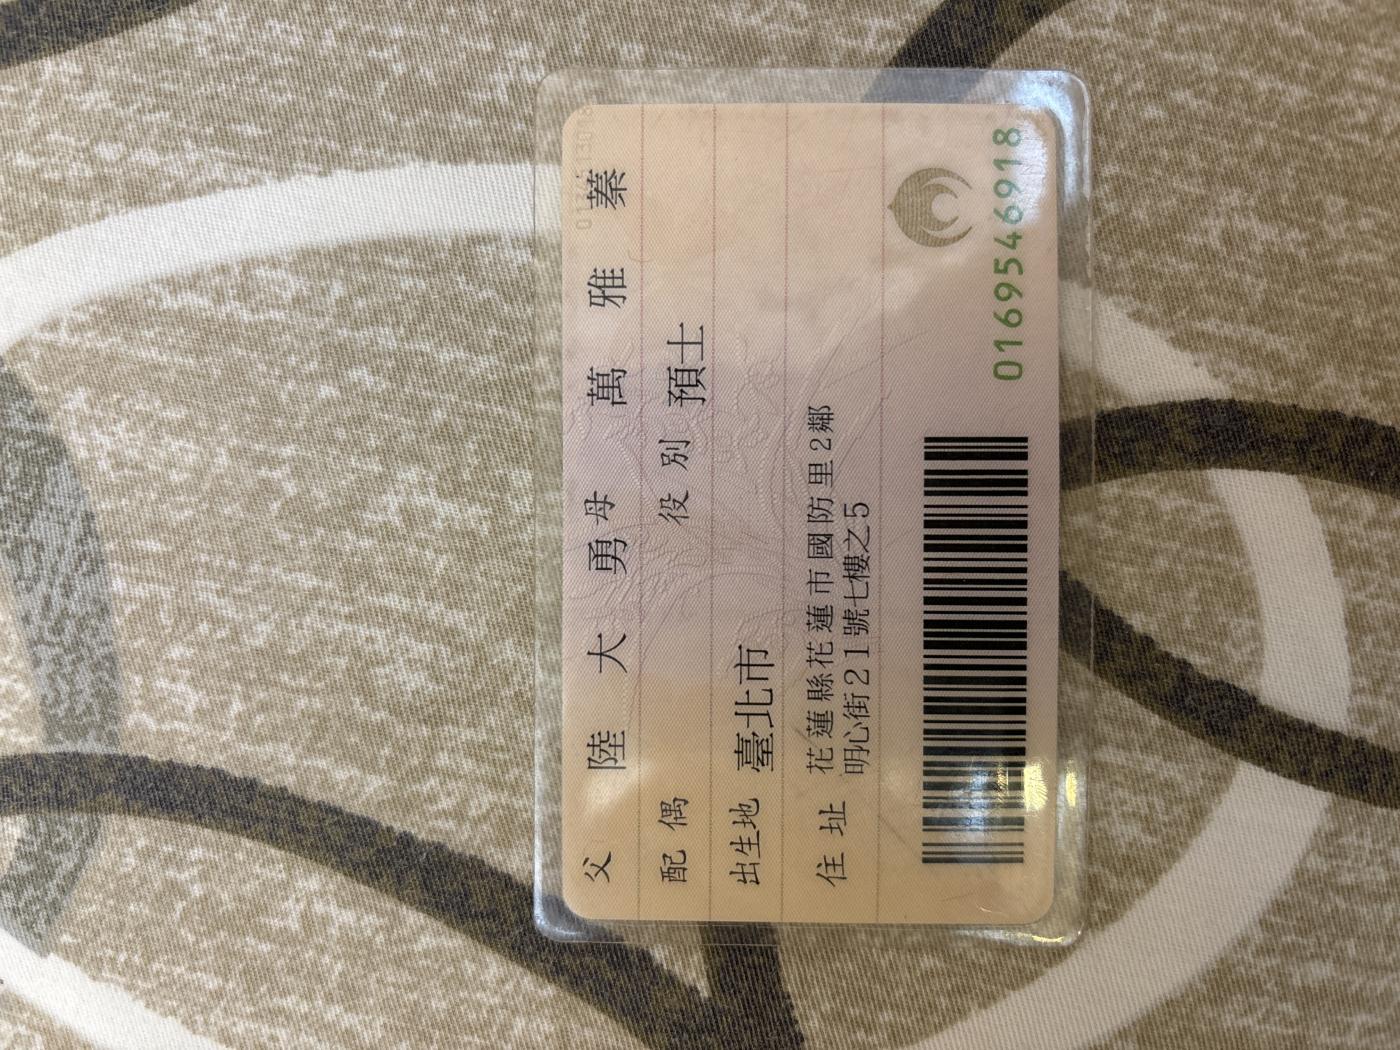 父 陸大勇 母 萬雅蓁
配偶 役別 預士
出生地 臺北市
住址 花蓮縣花蓮市國防里2鄰
明心街21號七樓之5
0169546918